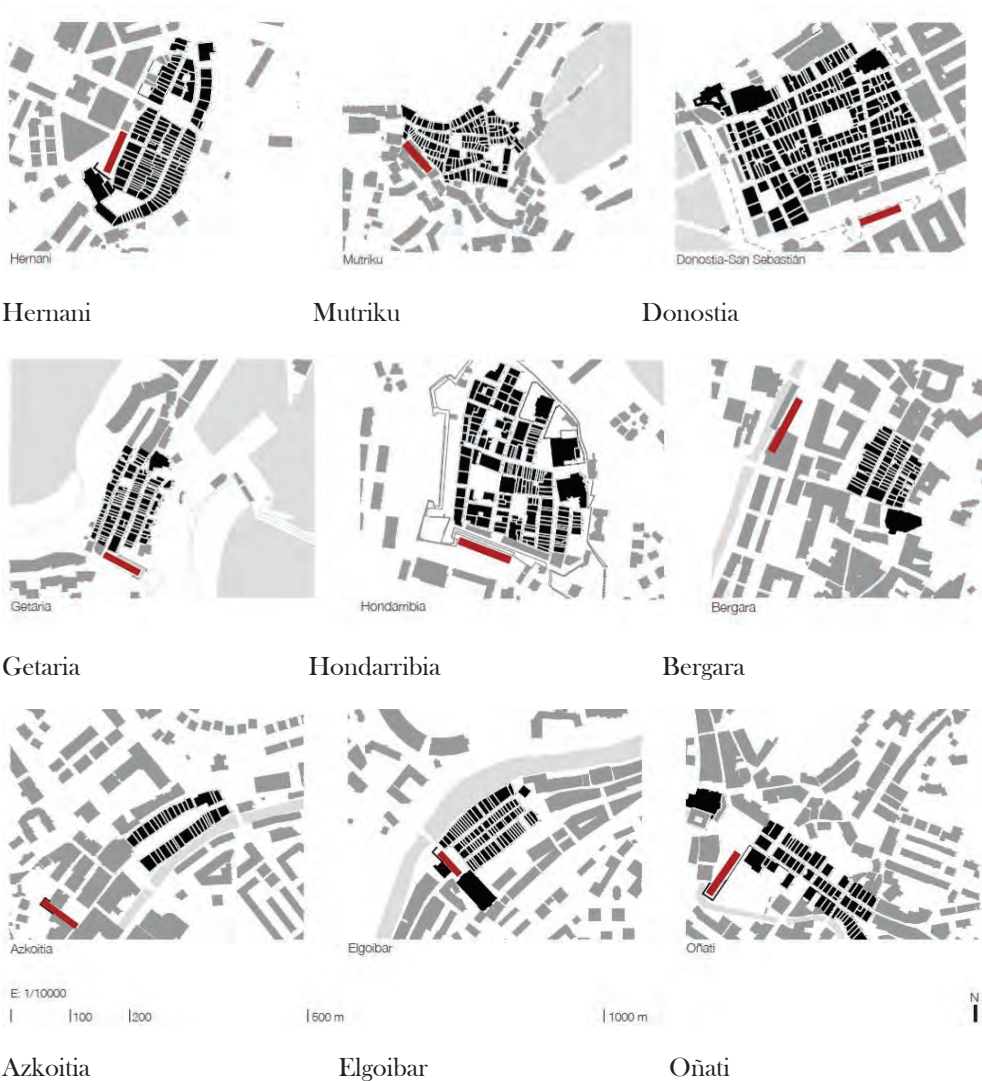 Hernani Mutriku Donostia-San Sebastián
Hernani Mutriku Donostia
Getaria Hondarribia Bergara
Getaria Hondarribia Bergara
Azkoitia Elgoibar Oñati
E: 1/10000 N
|100 |200 |500 m |1000 m
Azkoitia Elgoibar Oñati